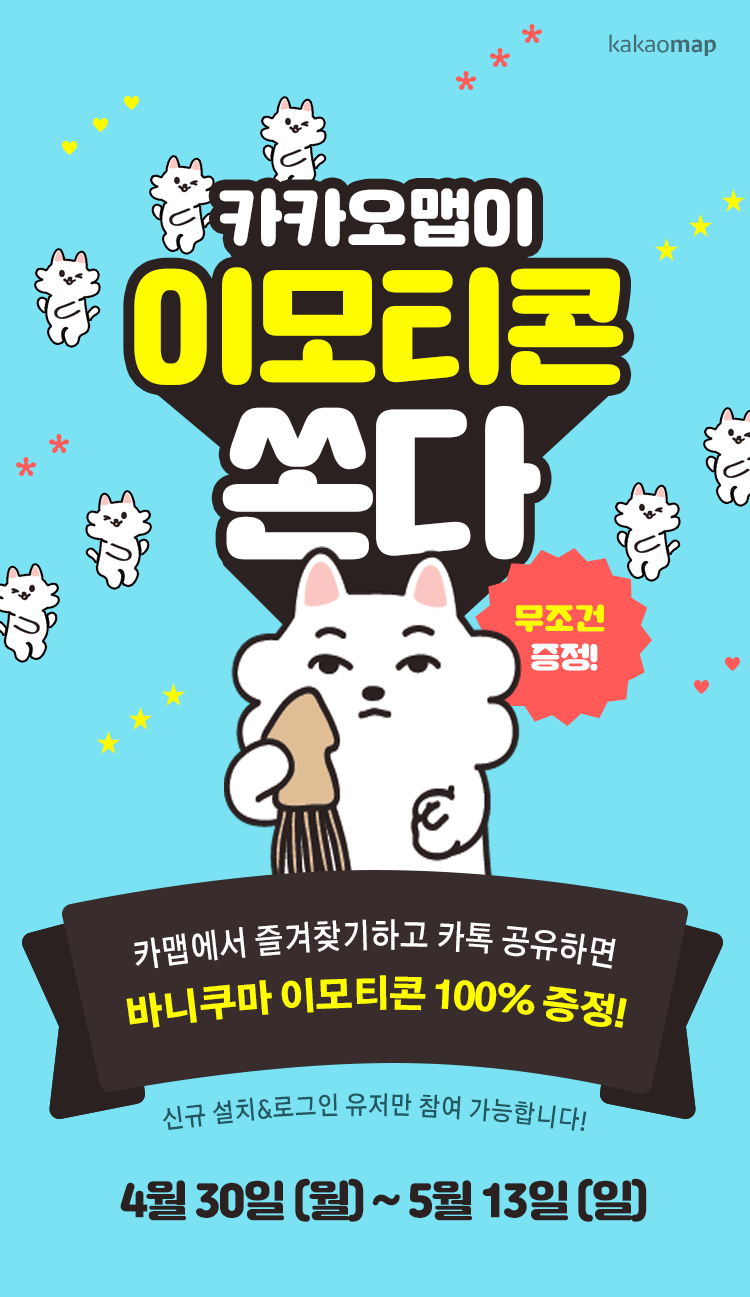 kakaomap
카카오맵이
이모티콘
쏜다
무조건
증정!
카맵에서 즐겨찾기하고 카톡 공유하면
바니쿠마 이모티콘 100% 증정!
신규 설치&로그인 유저만 참여 가능합니다!
4월 30일 (월) ~ 5월 13일 (일)